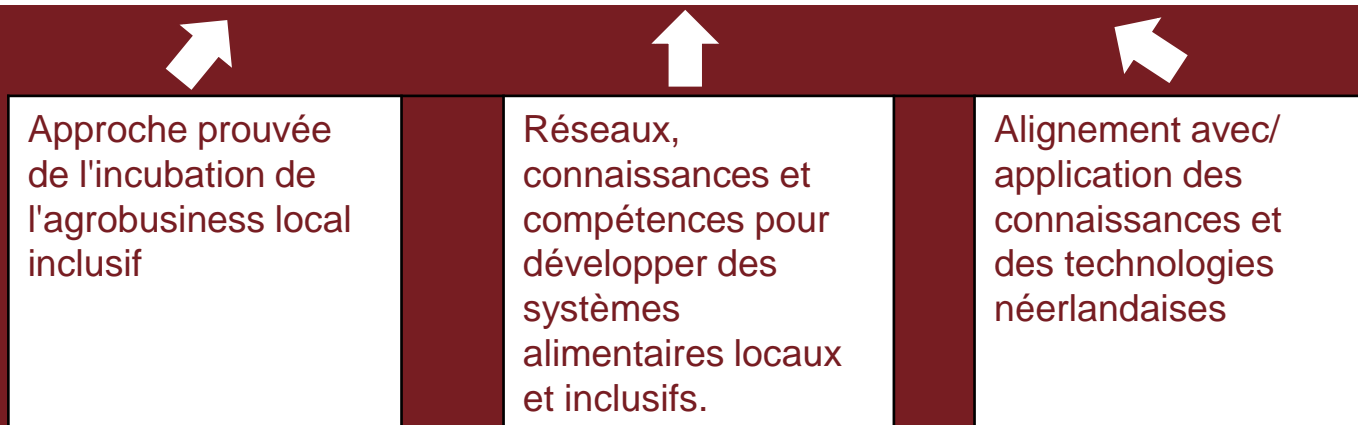 Approche prouvée
de l'incubation de
l'agrobusiness local
inclusif
Réseaux,
connaissances et
compétences pour
développer des
systèmes
alimentaires locaux
et inclusifs.
Alignement avec/
application des
connaissances et
des technologies
néerlandaises